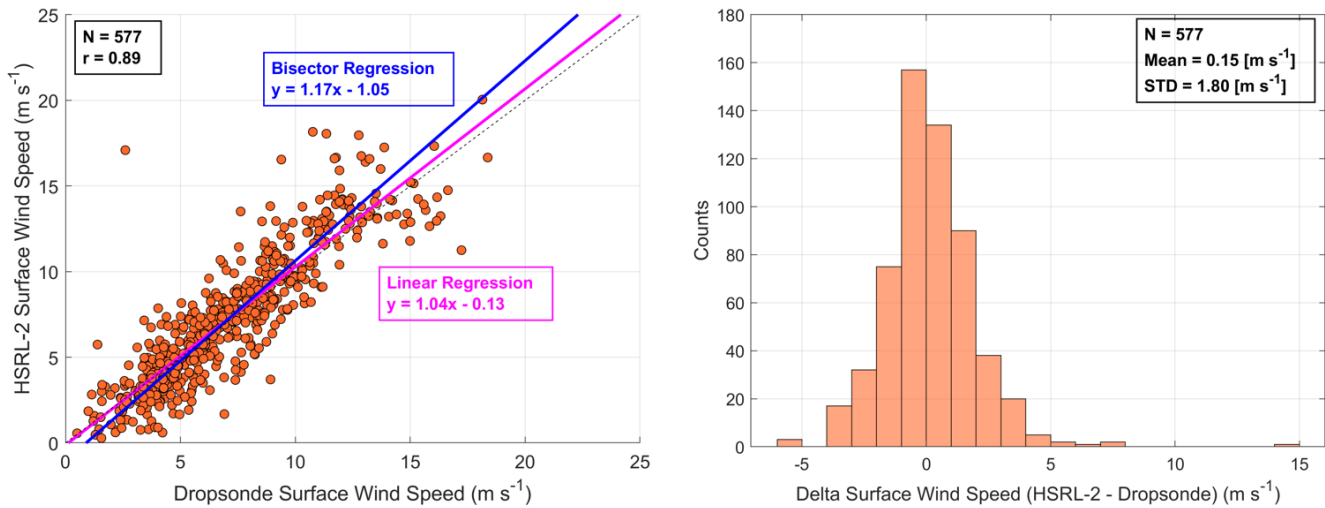 N = 577
r = 0.89
Bisector Regression
y = 1.17x - 1.05
Linear Regression
y = 1.04x - 0.13
25
20
15
10
5
0
HSRL-2 Surface Wind Speed (m s⁻¹)
0 5 10 15 20 25
Dropsonde Surface Wind Speed (m s⁻¹)
N = 577
Mean = 0.15 [m s⁻¹]
STD = 1.80 [m s⁻¹]
180
160
140
120
100
80
60
40
20
0
Counts
-5 0 5 10 15
Delta Surface Wind Speed (HSRL-2 - Dropsonde) (m s⁻¹)